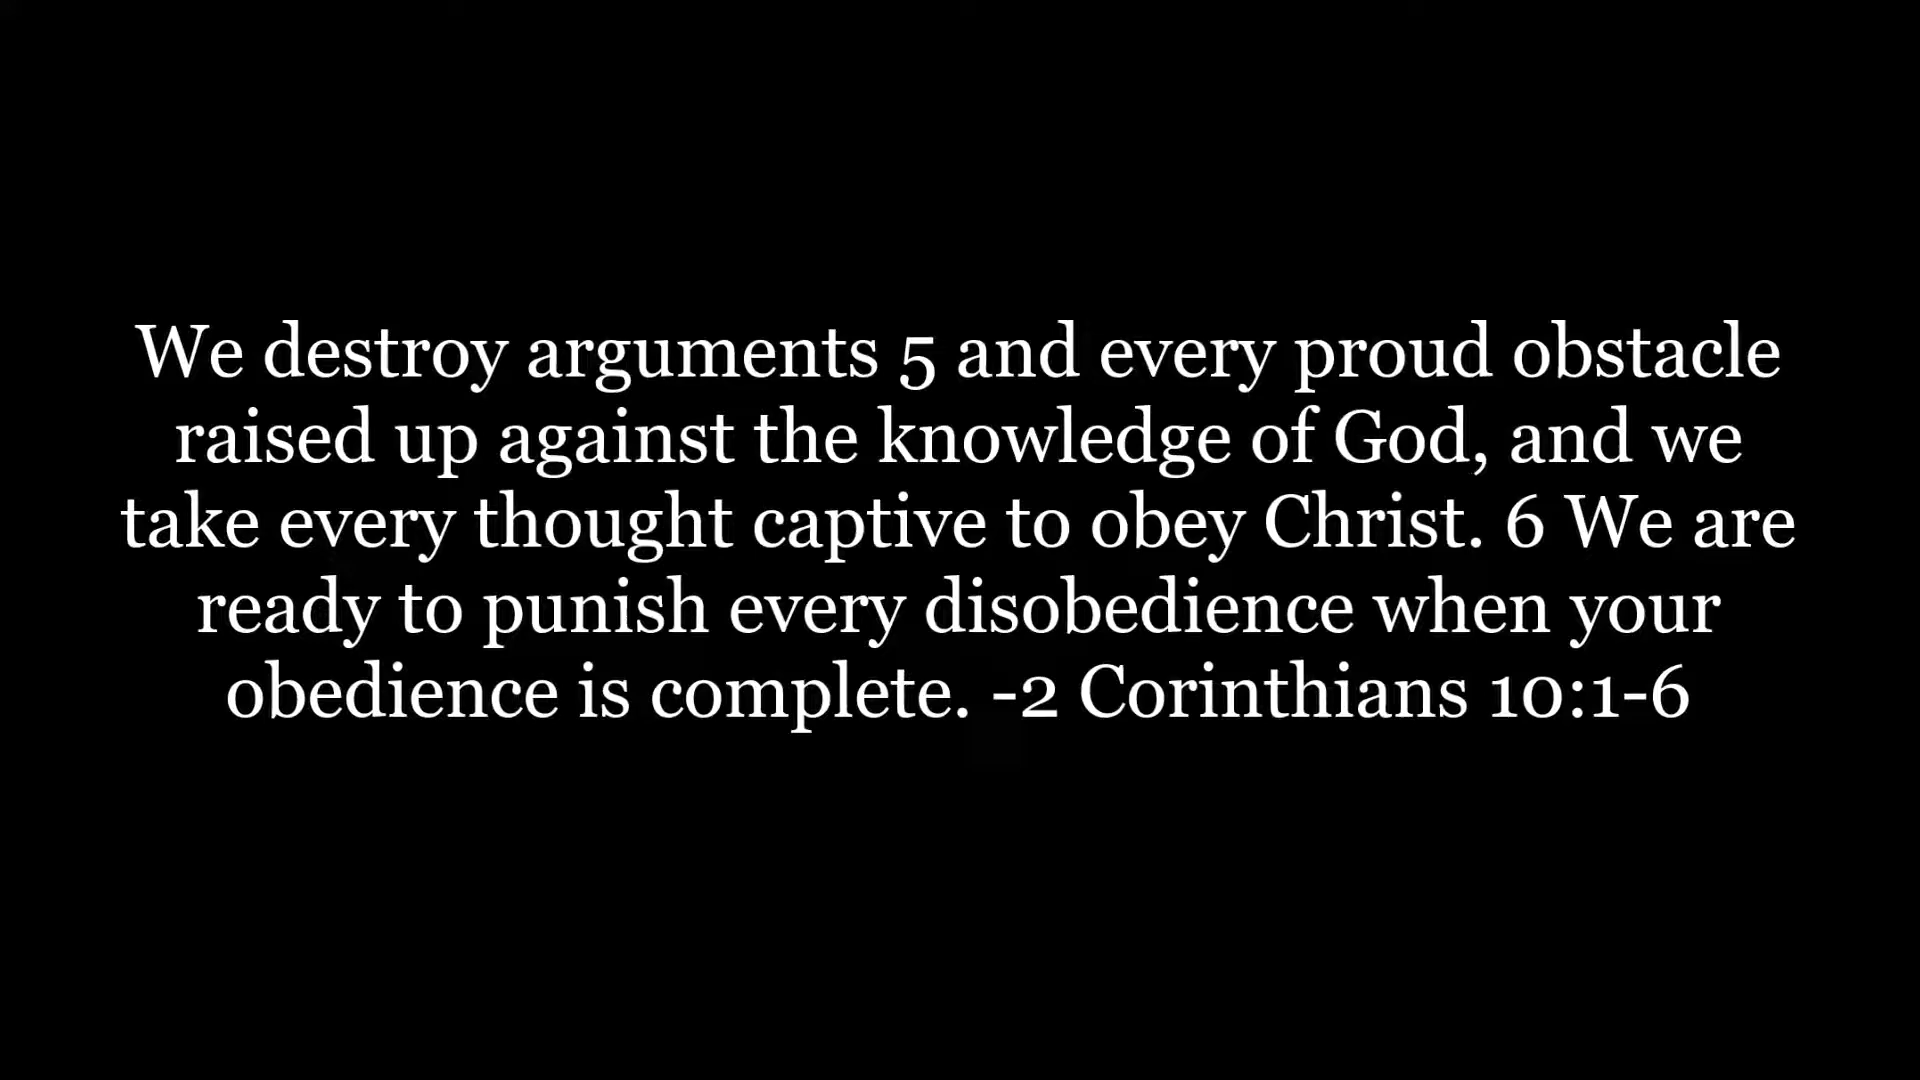 We destroy arguments 5 and every proud obstacle
raised up against the knowledge of God, and we
take every thought captive to obey Christ. 6 We are
ready to punish every disobedience when your
obedience is complete. -2 Corinthians 10:1-6